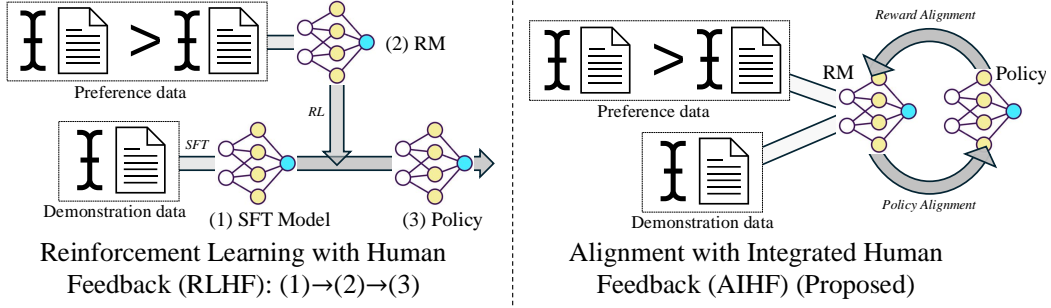 (2) RM
Preference data
RL
SFT
Demonstration data
(1) SFT Model
(3) Policy
Reinforcement Learning with Human
Feedback (RLHF): (1)→(2)→(3)
Reward Alignment
RM
Policy
Preference data
Policy Alignment
Demonstration data
Alignment with Integrated Human
Feedback (AIHF) (Proposed)